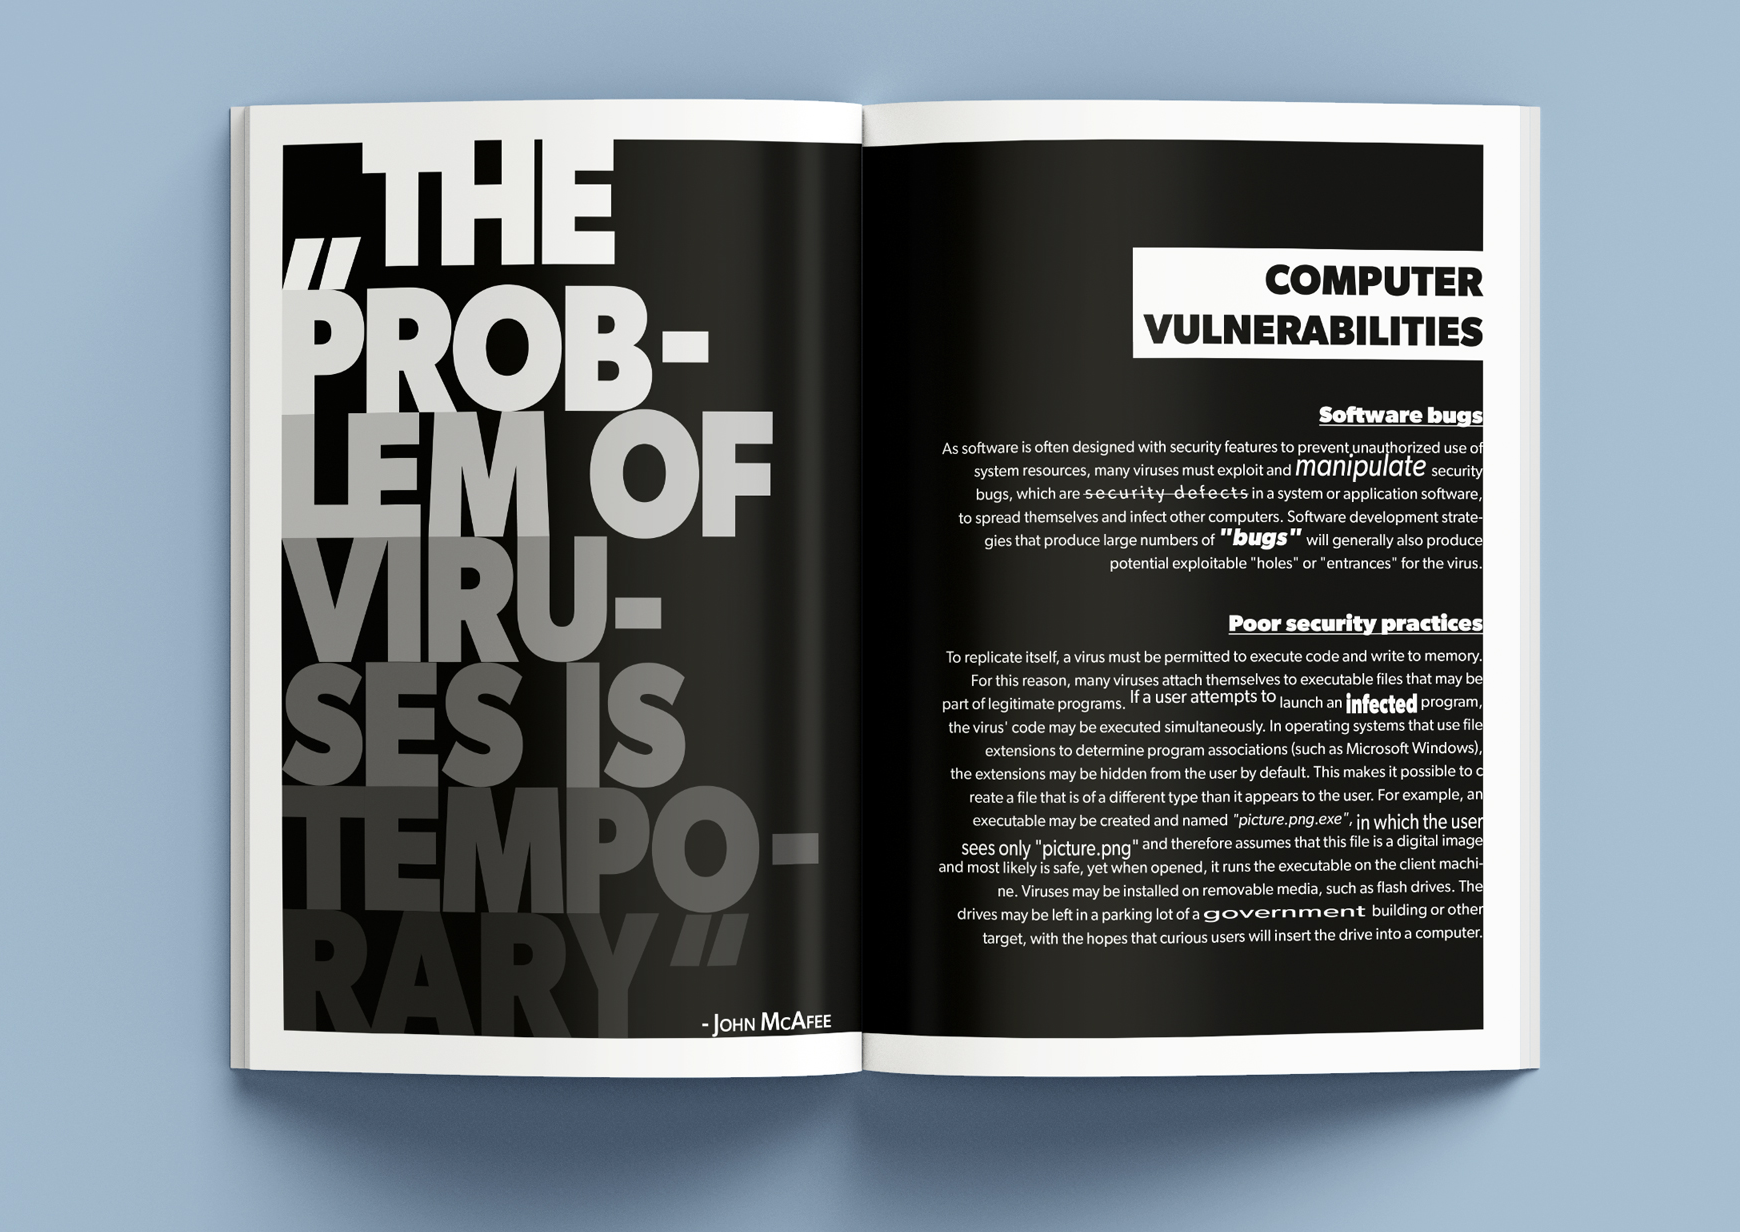 "THE
PROB-
LEM OF
VIRU-
SES IS
TEMPO-
RARY"
- JOHN MCAFEE
COMPUTER
VULNERABILITIES
Software bugs
As software is often designed with security features to prevent unauthorized use of
system resources, many viruses must exploit and manipulate security
bugs, which are security defects in a system or application software,
to spread themselves and infect other computers. Software development strate-
gies that produce large numbers of "bugs" will generally also produce
potential exploitable "holes" or "entrances" for the virus.
Poor security practices
To replicate itself, a virus must be permitted to execute code and write to memory.
For this reason, many viruses attach themselves to executable files that may be
part of legitimate programs. If a user attempts to launch an infected program,
the virus' code may be executed simultaneously. In operating systems that use file
extensions to determine program associations (such as Microsoft Windows),
the extensions may be hidden from the user by default. This makes it possible to c
reate a file that is of a different type than it appears to the user. For example, an
executable may be created and named "picture.png.exe", in which the user
sees only "picture.png" and therefore assumes that this file is a digital image
and most likely is safe, yet when opened, it runs the executable on the client machi-
ne. Viruses may be installed on removable media, such as flash drives. The
drives may be left in a parking lot of a government building or other
target, with the hopes that curious users will insert the drive into a computer.